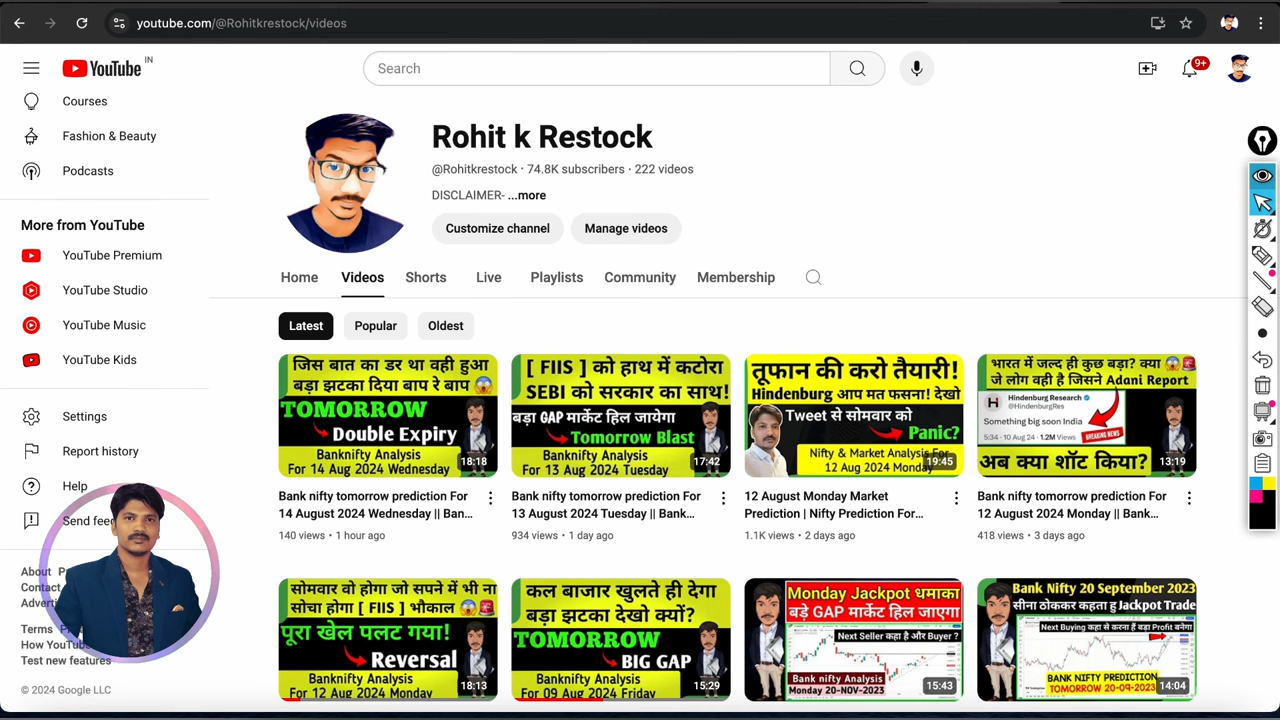 youtube.com/@Rohitkrestock/videos
YouTube IN
Search
9+
Courses
Fashion & Beauty
Podcasts
More from YouTube
YouTube Premium
YouTube Studio
YouTube Music
YouTube Kids
Settings
Report history
Help
Send fee
About
Contact
Adverti
Terms
How YouTube
Test new features
© 2024 Google LLC
Rohit k Restock
@Rohitkrestock · 74.8K subscribers · 222 videos
DISCLAIMER- ...more
Customize channel
Manage videos
Home
Videos
Shorts
Live
Playlists
Community
Membership
Latest
Popular
Oldest
जिस बात का डर था वही हुआ
बड़ा झटका दिया बाप रे बाप 😱
TOMORROW
Double Expiry
Banknifty Analysis
For 14 Aug 2024 Wednesday
18:18
Bank nifty tomorrow prediction For
14 August 2024 Wednesday || Ban...
140 views • 1 hour ago
[ FIIS ] को हाथ में कटोरा
SEBI को सरकार का साथ!
बड़ा GAP मार्केट हिल जायेगा
Tomorrow Blast
Banknifty Analysis
For 13 Aug 2024 Tuesday
17:42
Bank nifty tomorrow prediction For
13 August 2024 Tuesday || Bank...
934 views • 1 day ago
तूफान की करो तैयारी!
Hindenburg आप मत फसना! देखो
Tweet से सोमवार को
Panic?
Nifty & Market Analysis For
12 Aug 2024 Monday
19:45
12 August Monday Market
Prediction | Nifty Prediction For...
1.1K views • 2 days ago
भारत में जल्द ही कुछ बड़ा? क्या 😱🚨
जे लोग वही है जिसने Adani Report
H Hindenburg Research
@HindenburgRes
Something big soon India
5:34 · 10 Aug 24 · 1.2M Views
BREAKING NEWS
अब क्या शॉट किया?
13:19
Bank nifty tomorrow prediction For
12 August 2024 Monday || Bank...
418 views • 3 days ago
सोमवार वो होगा जो सपने में भी ना
सोचा होगा [ FIIS ] भौकाल 😱🚨
पूरा खेल पलट गया!
Reversal
Banknifty Analysis
For 12 Aug 2024 Monday
18:13
कल बाजार खुलते ही देगा
बड़ा झटका देखो क्यों?
TOMORROW
BIG GAP
Banknifty Analysis
For 09 Aug 2024 Friday
15:29
Monday Jackpot धमाका
बड़े GAP मार्केट हिल जाएगा
Next Seller कहा है और Buyer ?
Bank nifty Analysis
Monday 20-NOV-2023
15:43
Bank Nifty 20 September 2023
सीना ठोककर कहता हु Jackpot Trade
Next Buying कहा से करना है बड़ा Profit बनेगा
BANK NIFTY PREDICTION
TOMORROW 20-09-2023
14:04